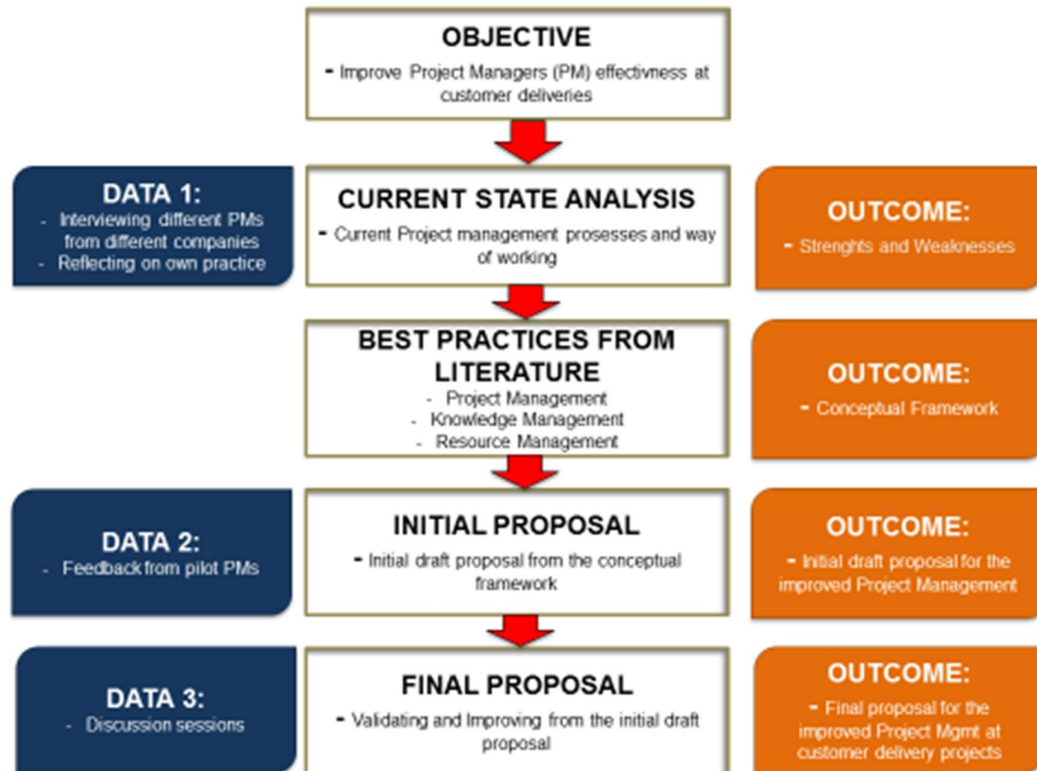 OBJECTIVE
- Improve Project Managers (PM) effectivness at
customer deliveries
DATA 1:
- Interviewing different PMs
from different companies
- Reflecting on own practice
CURRENT STATE ANALYSIS
- Current Project management prosesses and way
of working
OUTCOME:
- Strenghts and Weaknesses
BEST PRACTICES FROM
LITERATURE
- Project Management
- Knowledge Management
- Resource Management
OUTCOME:
- Conceptual Framework
DATA 2:
- Feedback from pilot PMs
INITIAL PROPOSAL
- Initial draft proposal from the conceptual
framework
OUTCOME:
- Initial draft proposal for the
improved Project Management
DATA 3:
- Discussion sessions
FINAL PROPOSAL
- Validating and Improving from the initial draft
proposal
OUTCOME:
- Final proposal for the
improved Project Mgmt at
customer delivery projects